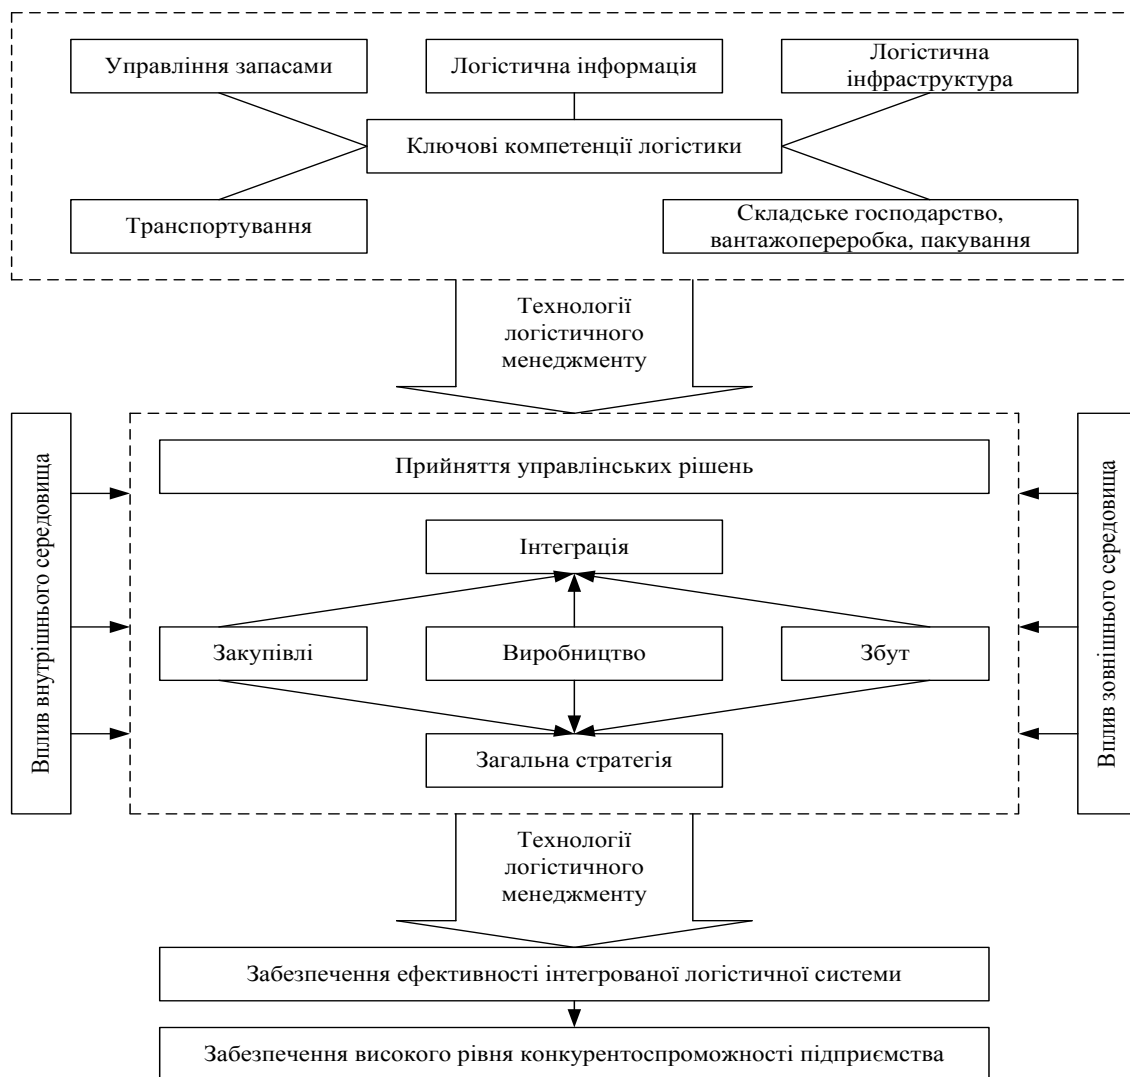 Управління запасами
Логістична інформація
Логістична
інфраструктура
Ключові компетенції логістики
Транспортування
Складське господарство,
вантажопереробка, пакування
Технології
логістичного
менеджменту
Вплив внутрішнього середовища
Прийняття управлінських рішень
Інтеграція
Закупівлі
Виробництво
Збут
Загальна стратегія
Вплив зовнішнього середовища
Технології
логістичного
менеджменту
Забезпечення ефективності інтегрованої логістичної системи
Забезпечення високого рівня конкурентоспроможності підприємства